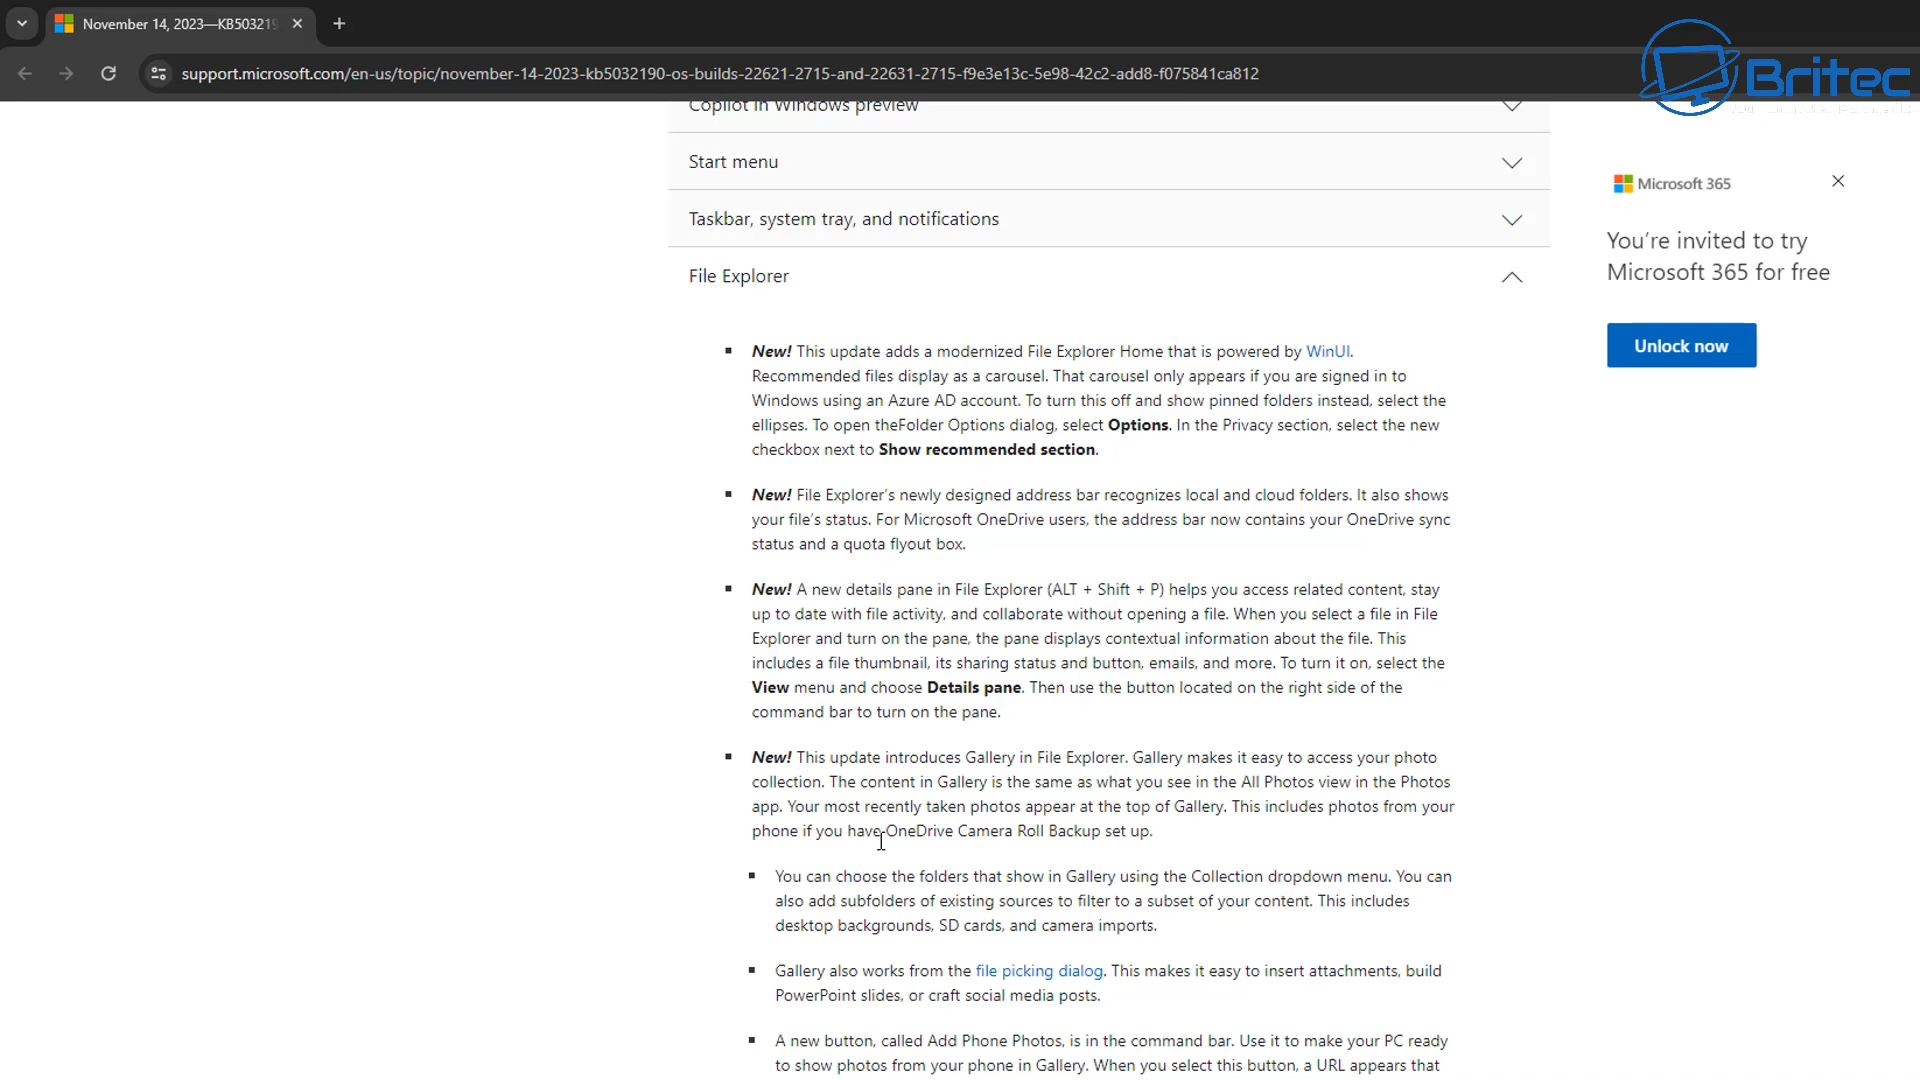 November 14, 2023—KB503219
support.microsoft.com/en-us/topic/november-14-2023-kb5032190-os-builds-22621-2715-and-22631-2715-f9e3e13c-5e98-42c2-add8-f075841ca812
Britec
Copilot in Windows preview
Start menu
Taskbar, system tray, and notifications
File Explorer
New! This update adds a modernized File Explorer Home that is powered by WinUI.
Recommended files display as a carousel. That carousel only appears if you are signed in to
Windows using an Azure AD account. To turn this off and show pinned folders instead, select the
ellipses. To open theFolder Options dialog, select Options. In the Privacy section, select the new
checkbox next to Show recommended section.
New! File Explorer’s newly designed address bar recognizes local and cloud folders. It also shows
your file’s status. For Microsoft OneDrive users, the address bar now contains your OneDrive sync
status and a quota flyout box.
New! A new details pane in File Explorer (ALT + Shift + P) helps you access related content, stay
up to date with file activity, and collaborate without opening a file. When you select a file in File
Explorer and turn on the pane, the pane displays contextual information about the file. This
includes a file thumbnail, its sharing status and button, emails, and more. To turn it on, select the
View menu and choose Details pane. Then use the button located on the right side of the
command bar to turn on the pane.
New! This update introduces Gallery in File Explorer. Gallery makes it easy to access your photo
collection. The content in Gallery is the same as what you see in the All Photos view in the Photos
app. Your most recently taken photos appear at the top of Gallery. This includes photos from your
phone if you have OneDrive Camera Roll Backup set up.
You can choose the folders that show in Gallery using the Collection dropdown menu. You can
also add subfolders of existing sources to filter to a subset of your content. This includes
desktop backgrounds, SD cards, and camera imports.
Gallery also works from the file picking dialog. This makes it easy to insert attachments, build
PowerPoint slides, or craft social media posts.
A new button, called Add Phone Photos, is in the command bar. Use it to make your PC ready
to show photos from your phone in Gallery. When you select this button, a URL appears that
Microsoft 365
You’re invited to try
Microsoft 365 for free
Unlock now